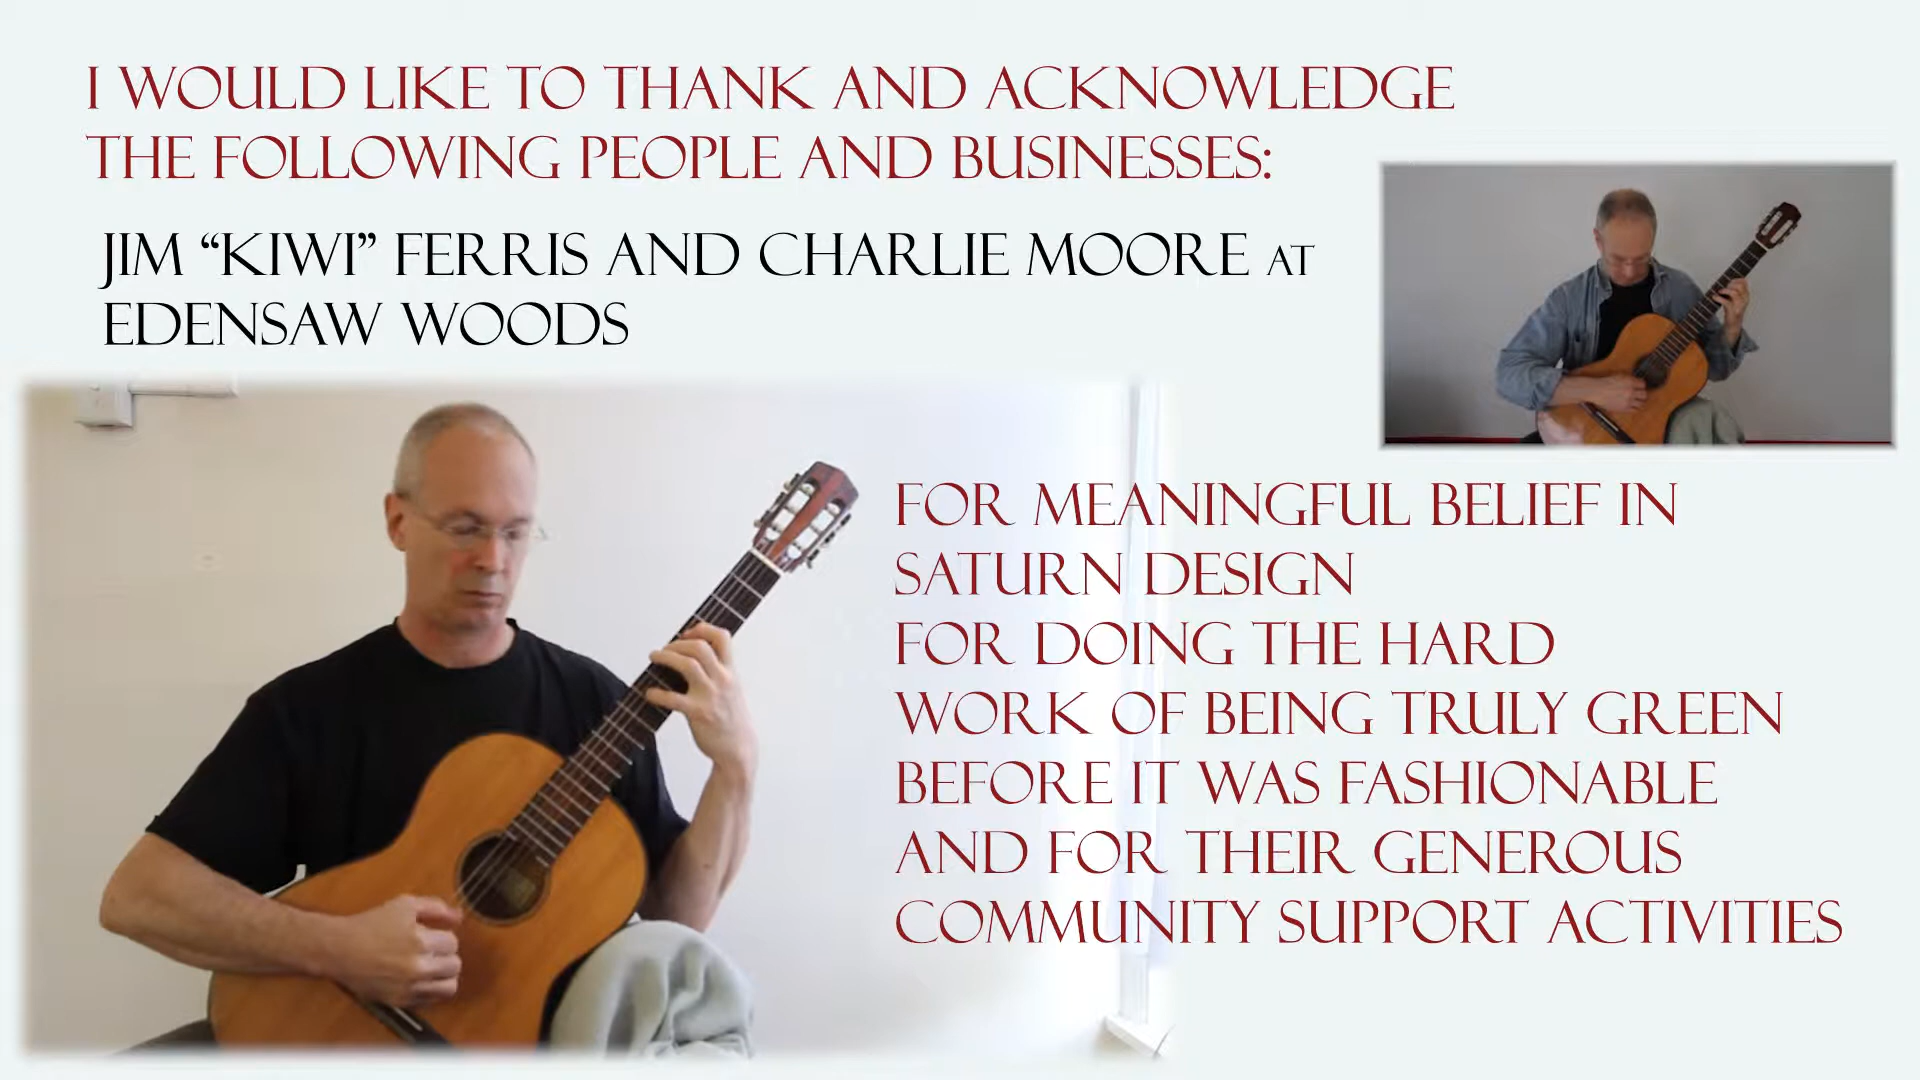 I WOULD LIKE TO THANK AND ACKNOWLEDGE
THE FOLLOWING PEOPLE AND BUSINESSES:
JIM “KIWI” FERRIS AND CHARLIE MOORE AT
EDENSAW WOODS
FOR MEANINGFUL BELIEF IN
SATURN DESIGN
FOR DOING THE HARD
WORK OF BEING TRULY GREEN
BEFORE IT WAS FASHIONABLE
AND FOR THEIR GENEROUS
COMMUNITY SUPPORT ACTIVITIES